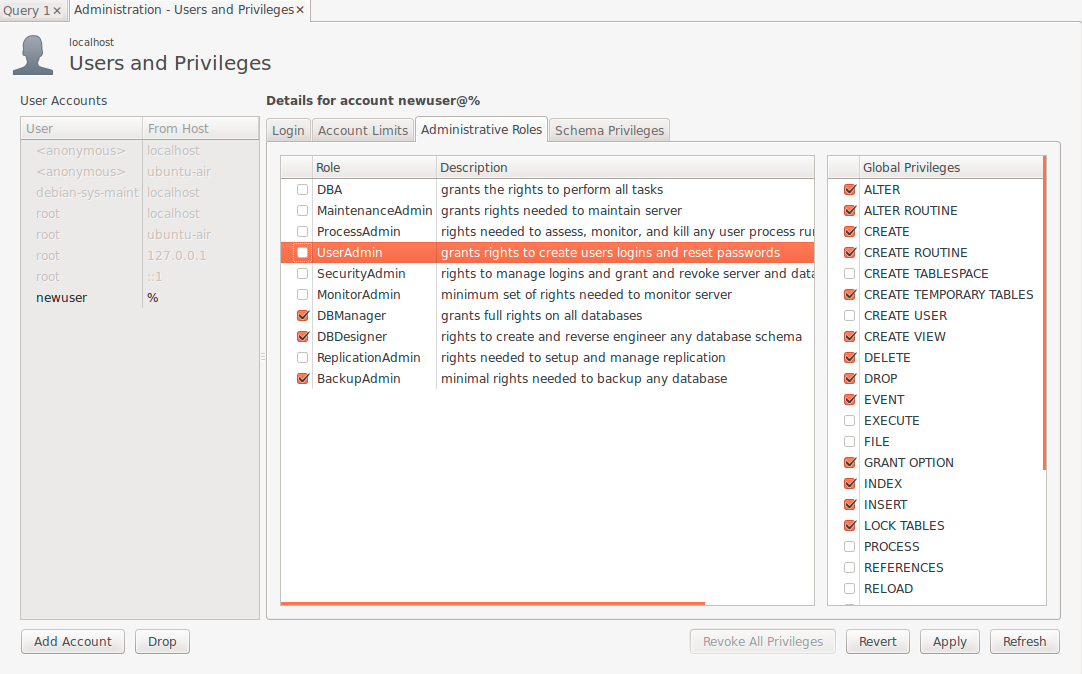 Query 1 ×
Administration - Users and Privileges ×
localhost
Users and Privileges
User Accounts
User From Host
<anonymous> localhost
<anonymous> ubuntu-air
debian-sys-maint localhost
root localhost
root ubuntu-air
root 127.0.0.1
root ::1
newuser %
Add Account
Drop
Details for account newuser@%
Login
Account Limits
Administrative Roles
Schema Privileges
Role Description
DBA grants the rights to perform all tasks
MaintenanceAdmin grants rights needed to maintain server
ProcessAdmin rights needed to assess, monitor, and kill any user process
UserAdmin grants rights to create users logins and reset passwords
SecurityAdmin rights to manage logins and grant and revoke server and
MonitorAdmin minimum set of rights needed to monitor server
DBManager grants full rights on all databases
DBDesigner rights to create and reverse engineer any database schema
ReplicationAdmin rights needed to setup and manage replication
BackupAdmin minimal rights needed to backup any database
Global Privileges
ALTER
ALTER ROUTINE
CREATE
CREATE ROUTINE
CREATE TABLESPACE
CREATE TEMPORARY TABLES
CREATE USER
CREATE VIEW
DELETE
DROP
EVENT
EXECUTE
FILE
GRANT OPTION
INDEX
INSERT
LOCK TABLES
PROCESS
REFERENCES
RELOAD
Revoke All Privileges
Revert
Apply
Refresh